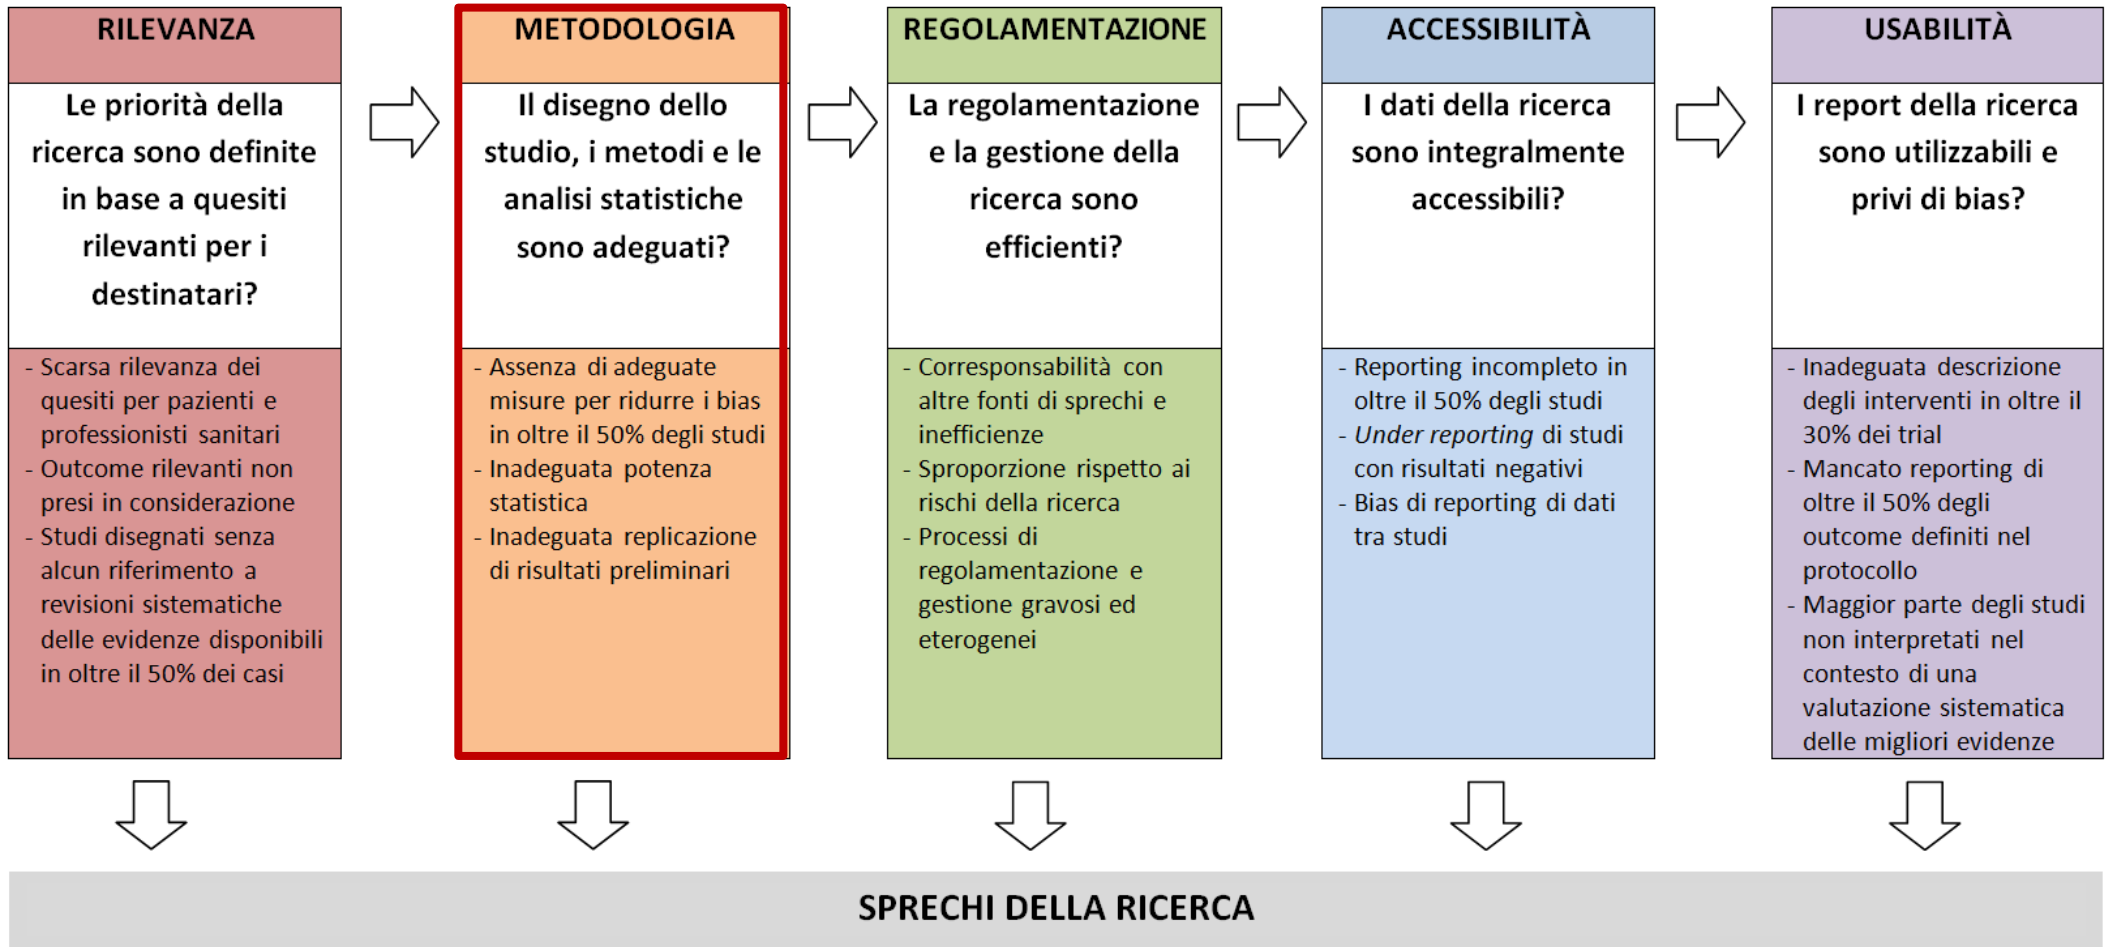 RILEVANZA
Le priorità della
ricerca sono definite
in base a quesiti
rilevanti per i
destinatari?
- Scarsa rilevanza dei
quesiti per pazienti e
professionisti sanitari
- Outcome rilevanti non
presi in considerazione
- Studi disegnati senza
alcun riferimento a
revisioni sistematiche
delle evidenze disponibili
in oltre il 50% dei casi
METODOLOGIA
Il disegno dello
studio, i metodi e le
analisi statistiche
sono adeguati?
- Assenza di adeguate
misure per ridurre i bias
in oltre il 50% degli studi
- Inadeguata potenza
statistica
- Inadeguata replicazione
di risultati preliminari
REGOLAMENTAZIONE
La regolamentazione
e la gestione della
ricerca sono
efficienti?
- Corresponsabilità con
altre fonti di sprechi e
inefficienze
- Sproporzione rispetto ai
rischi della ricerca
- Processi di
regolamentazione e
gestione gravosi ed
eterogenei
ACCESSIBILITÀ
I dati della ricerca
sono integralmente
accessibili?
- Reporting incompleto in
oltre il 50% degli studi
- Under reporting di studi
con risultati negativi
- Bias di reporting di dati
tra studi
USABILITÀ
I report della ricerca
sono utilizzabili e
privi di bias?
- Inadeguata descrizione
degli interventi in oltre il
30% dei trial
- Mancato reporting di
oltre il 50% degli
outcome definiti nel
protocollo
- Maggior parte degli studi
non interpretati nel
contesto di una
valutazione sistematica
delle migliori evidenze
SPRECHI DELLA RICERCA